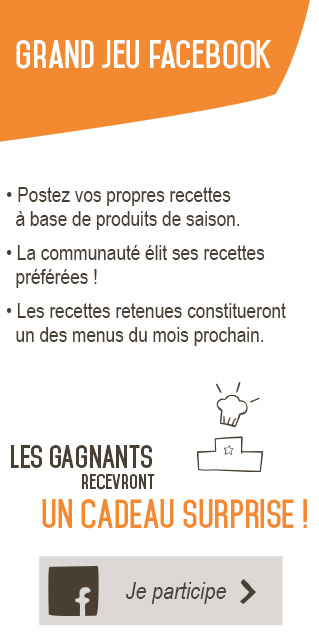 GRAND JEU FACEBOOK
• Postez vos propres recettes
à base de produits de saison.
• La communauté élit ses recettes
préférées !
• Les recettes retenues constitueront
un des menus du mois prochain.
LES GAGNANTS
RECEVRONT
UN CADEAU SURPRISE !
f Je participe